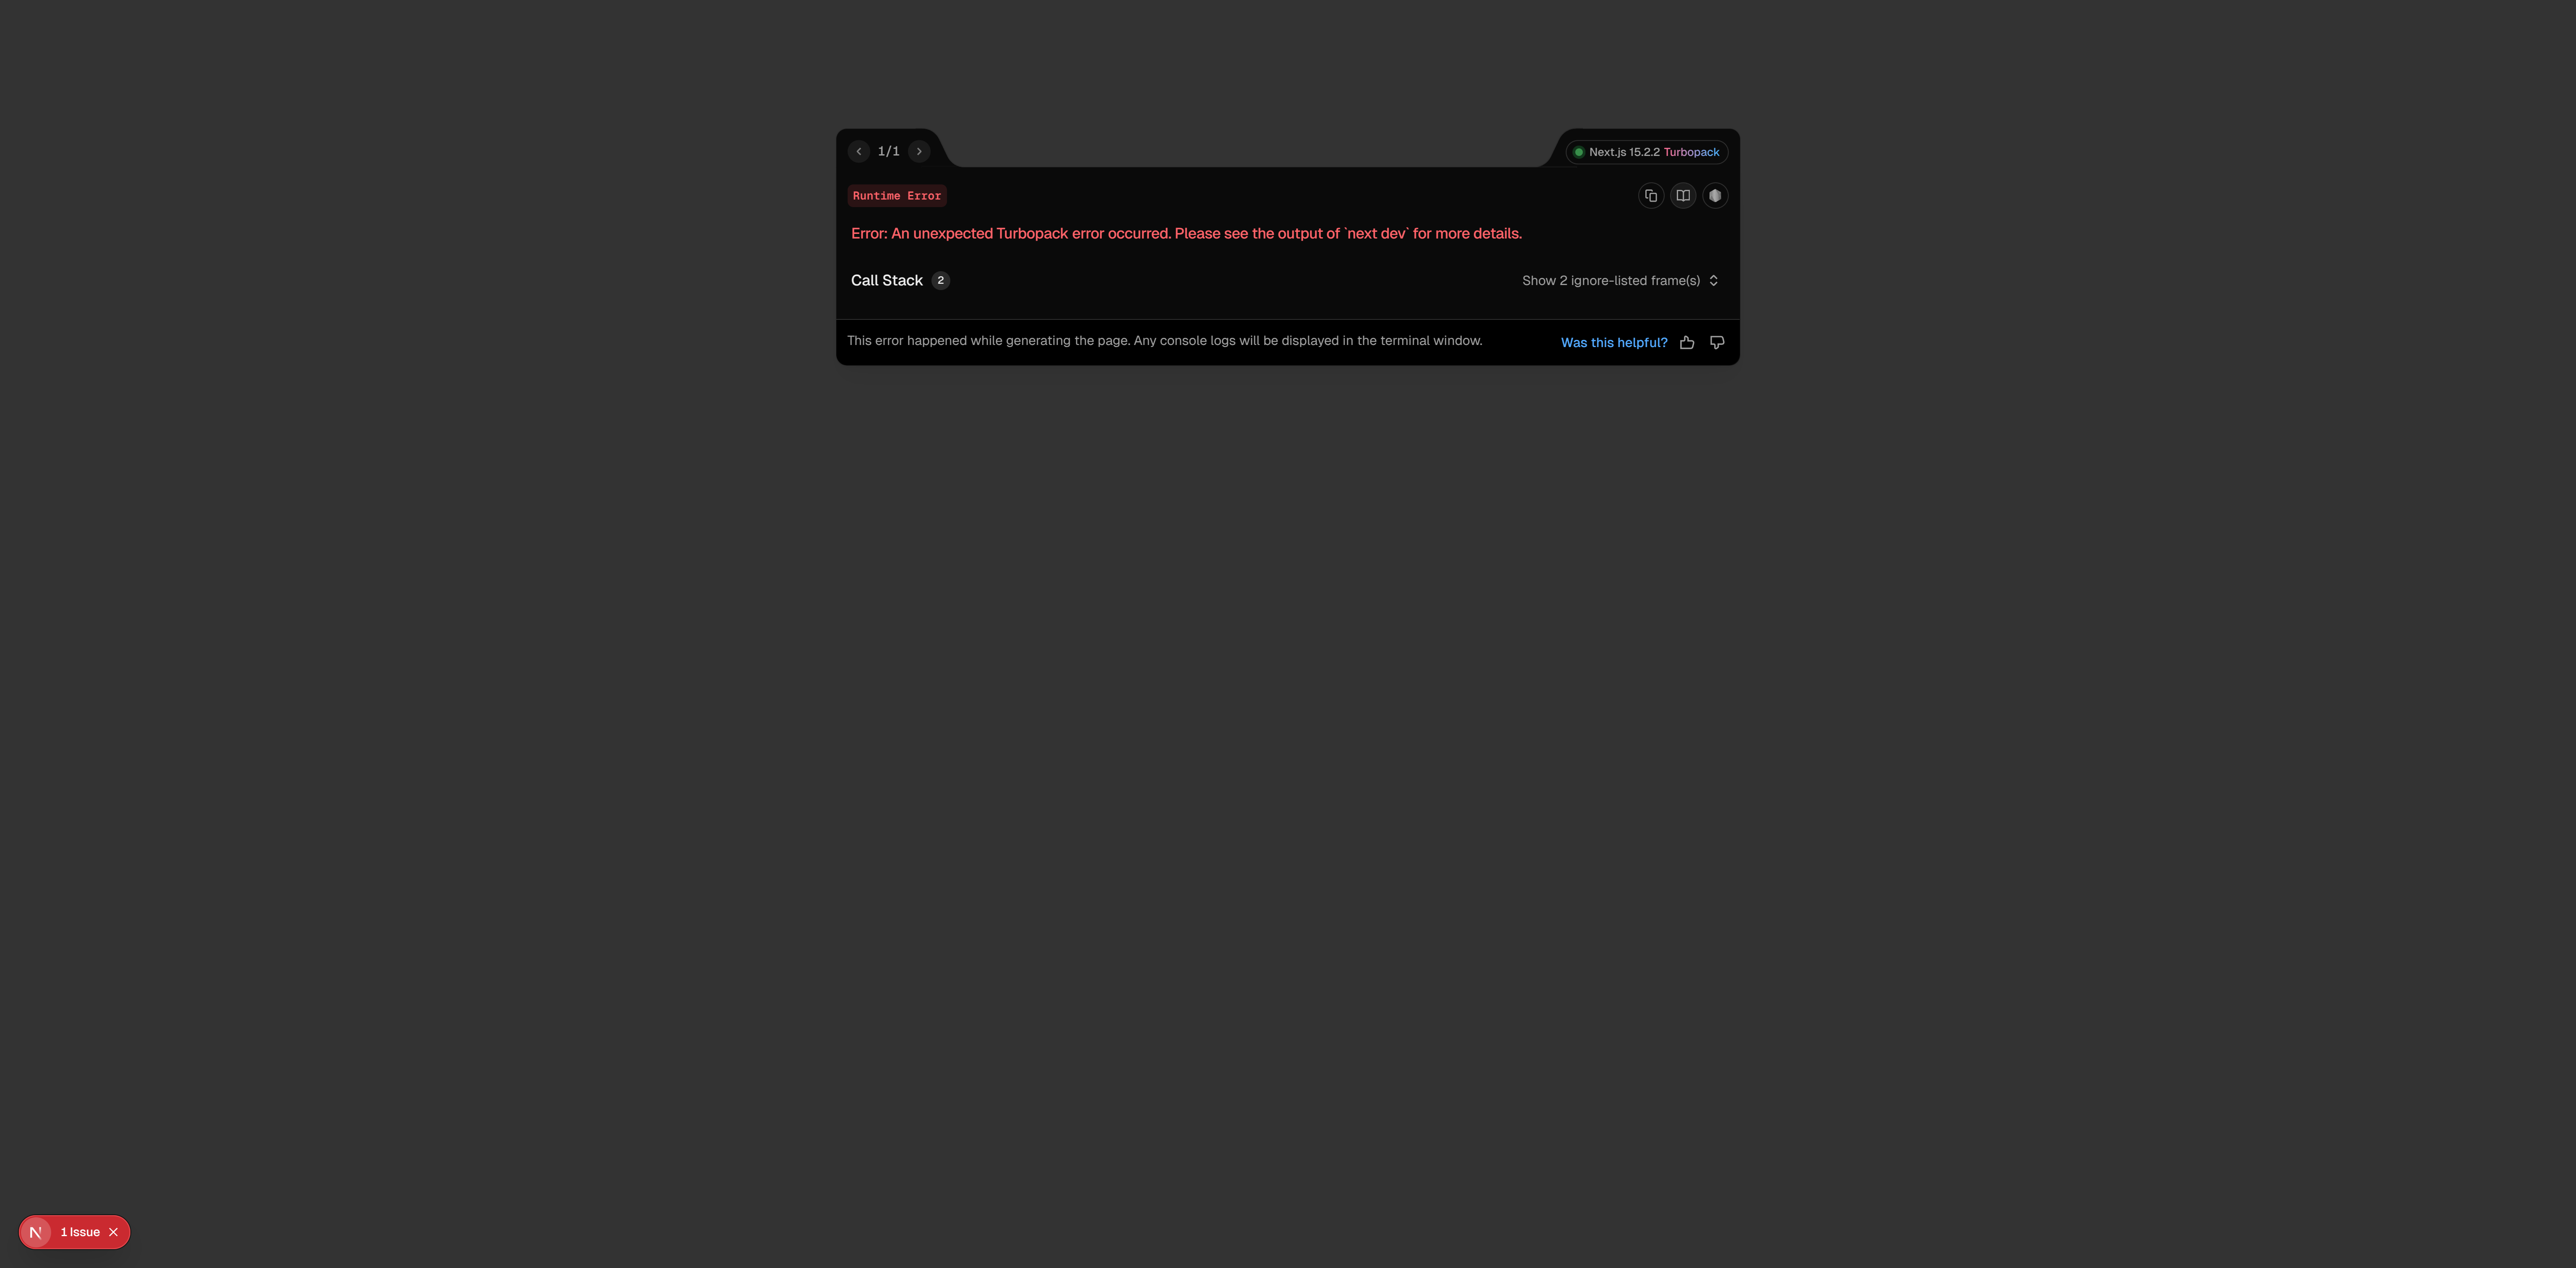 1/1
Next.js 15.2.2 Turbopack
Runtime Error
Error: An unexpected Turbopack error occurred. Please see the output of `next dev` for more details.
Call Stack 2
Show 2 ignore-listed frame(s)
This error happened while generating the page. Any console logs will be displayed in the terminal window.
Was this helpful?
N 1 Issue